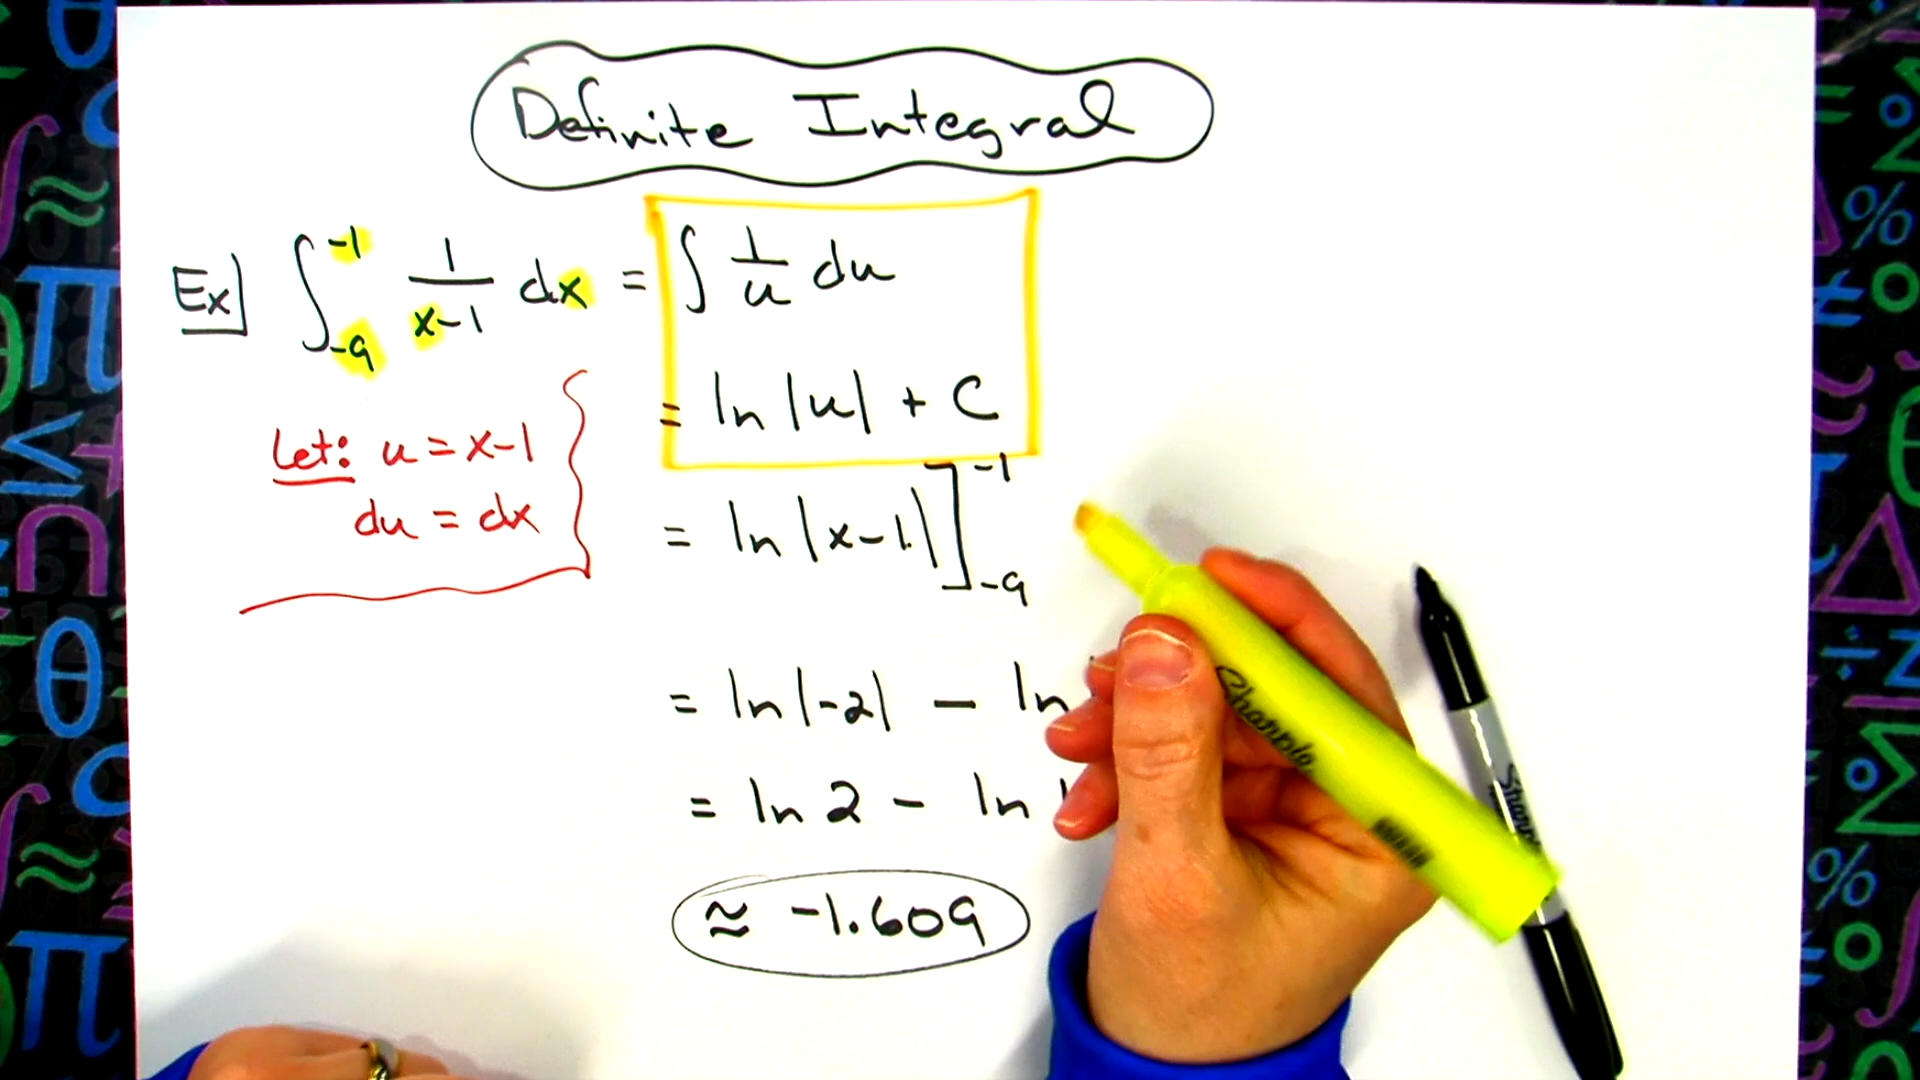 Definite Integral
Ex] ∫_{-9}^{-1} 1/(x-1) dx = ∫ 1/u du
= ln |u| + C
Let: u = x-1
du = dx
= ln |x-1| ]_{-9}^{-1}
= ln |-2| - ln
= ln 2 - ln
≈ -1.609
Sharpie